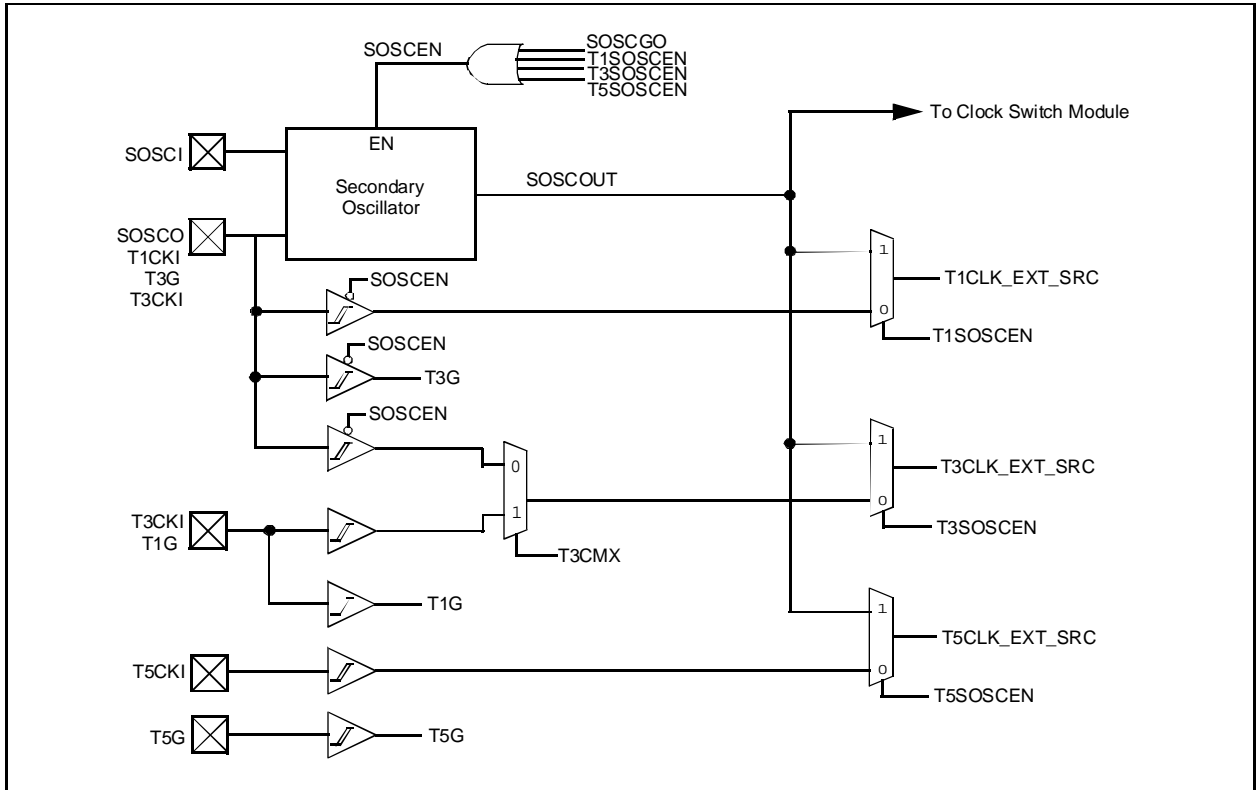 SOSCGO
SOSCEN
T1SOSCEN
T3SOSCEN
T5SOSCEN
To Clock Switch Module
EN
SOSCI
Secondary
Oscillator
SOSCOUT
SOSCO
T1CKI
T3G
T3CKI
SOSCEN
1
T1CLK_EXT_SRC
0
T1SOSCEN
SOSCEN
T3G
SOSCEN
0
1
T3CMX
1
T3CLK_EXT_SRC
0
T3SOSCEN
T3CKI
T1G
T1G
1
T5CLK_EXT_SRC
0
T5SOSCEN
T5CKI
T5G
T5G